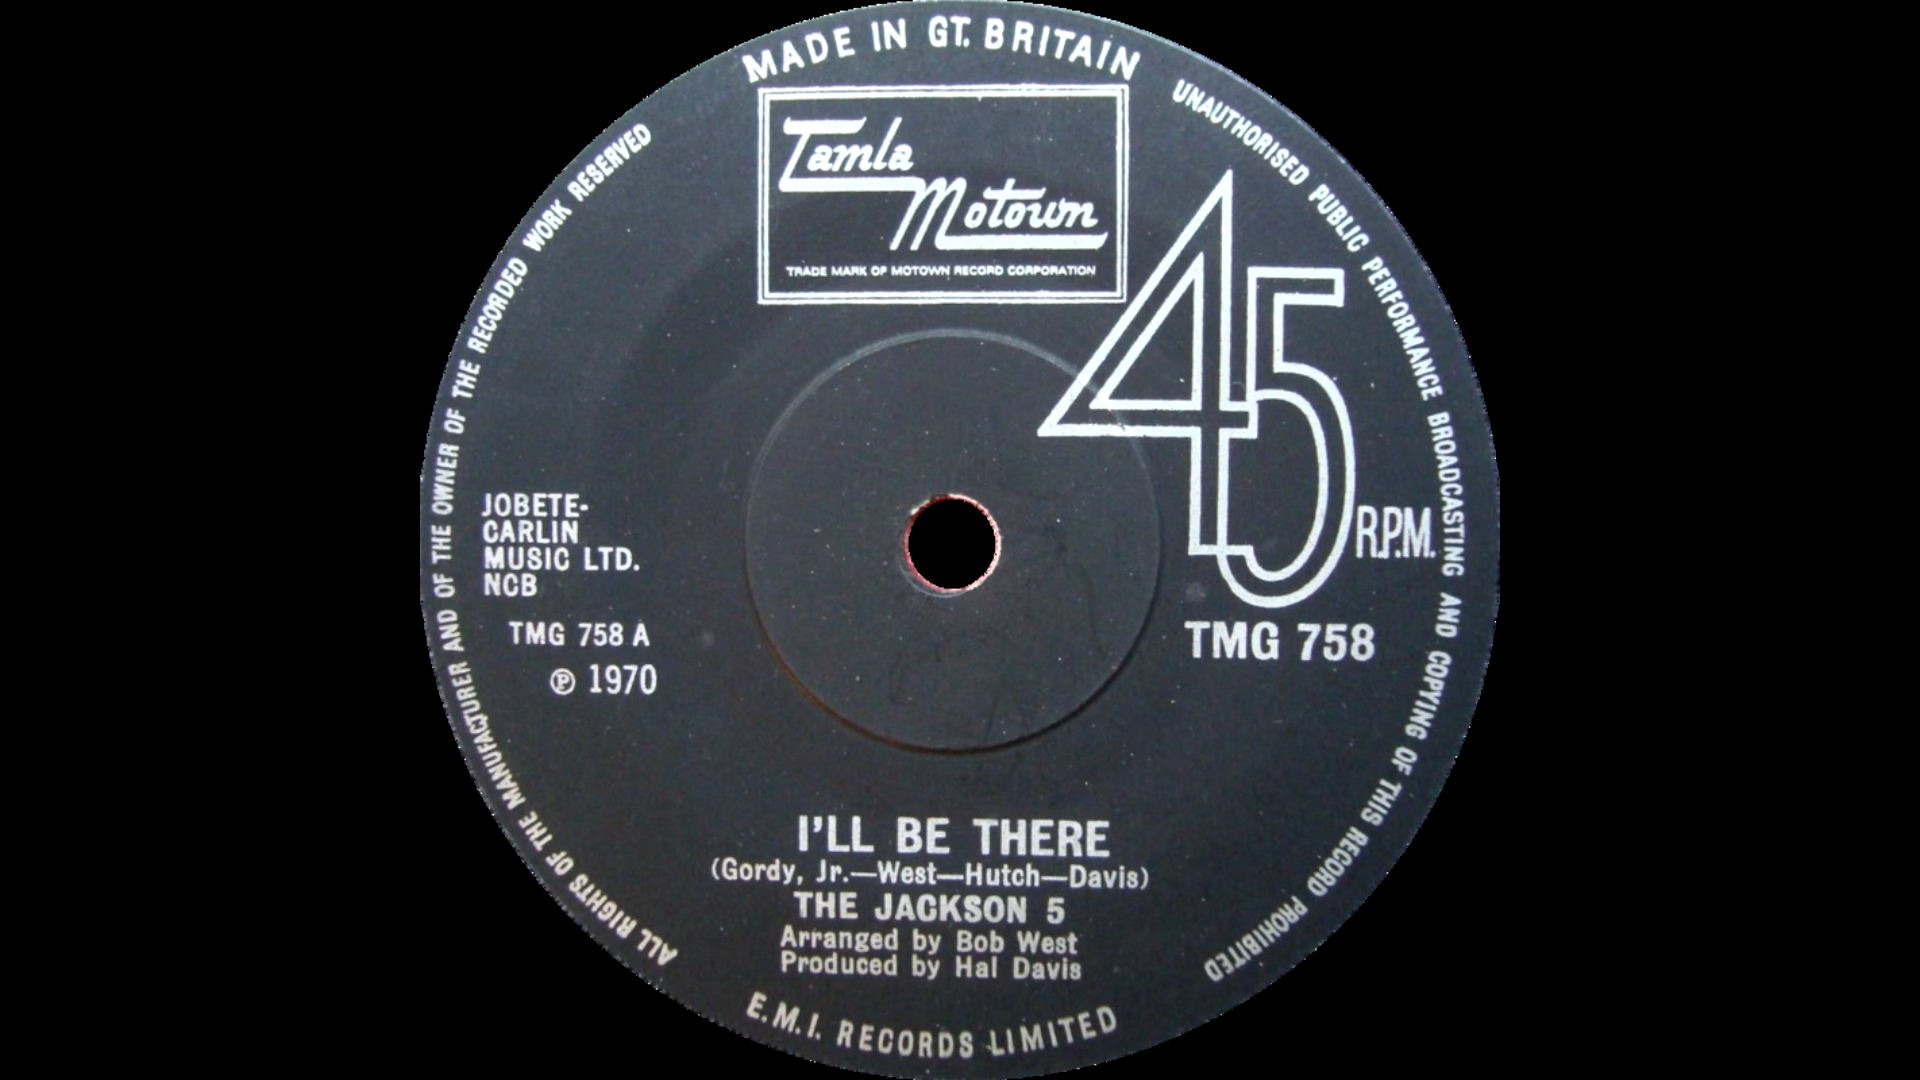 MADE IN GT. BRITAIN
Tamla
Motown
TRADE MARK OF MOTOWN RECORD CORPORATION
UNAUTHORISED PUBLIC PERFORMANCE BROADCASTING AND COPYING OF THIS RECORD PROHIBITED
ALL RIGHTS OF THE MANUFACTURER AND OF THE OWNER OF THE RECORDED WORK RESERVED
45
R.P.M.
JOBETE-
CARLIN
MUSIC LTD.
NCB
TMG 758 A
℗ 1970
TMG 758
I'LL BE THERE
(Gordy, Jr.—West—Hutch—Davis)
THE JACKSON 5
Arranged by Bob West
Produced by Hal Davis
E.M.I. RECORDS LIMITED